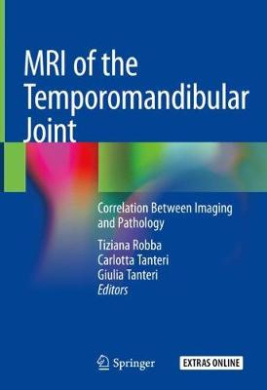 MRI of the
Temporomandibular
Joint
Correlation Between Imaging
and Pathology
Tiziana Robba
Carlotta Tanteri
Giulia Tanteri
Editors
Springer
EXTRAS ONLINE